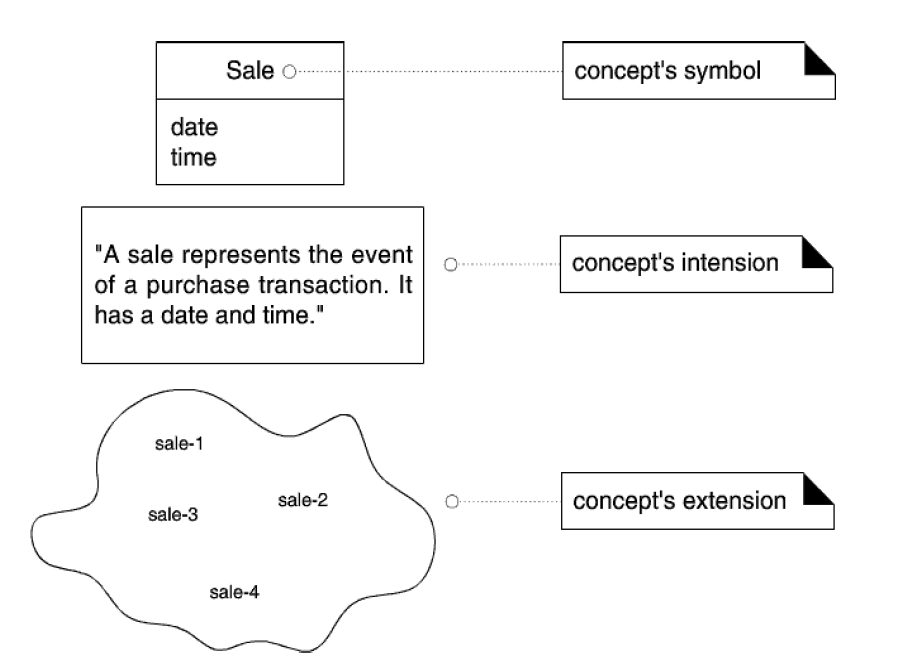 Sale
concept's symbol
date
time
"A sale represents the event
of a purchase transaction. It
has a date and time."
concept's intension
sale-1
sale-2
sale-3
concept's extension
sale-4